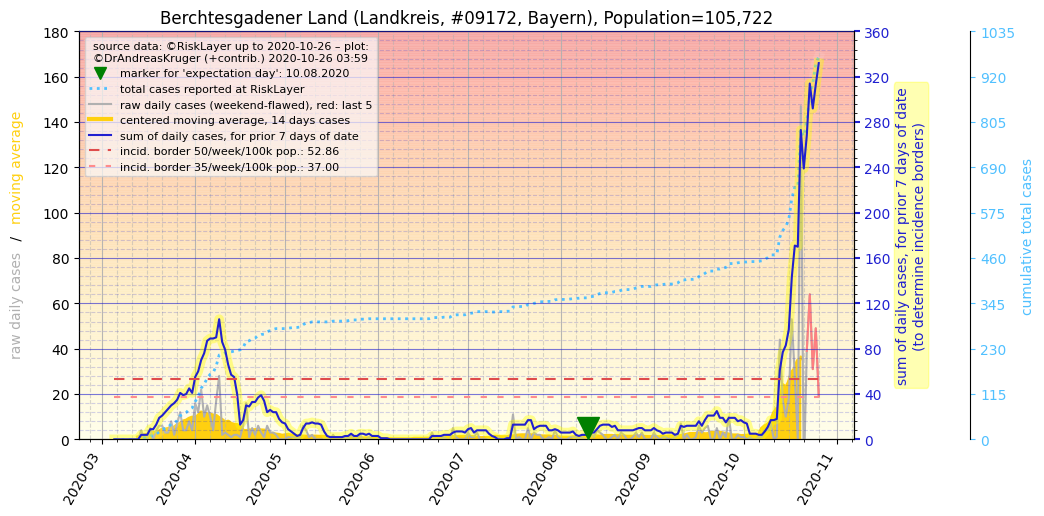 Berchtesgadener Land (Landkreis, #09172, Bayern), Population=105,722
source data: ©RiskLayer up to 2020-10-26 – plot:
©DrAndreasKruger (+contrib.) 2020-10-26 03:59
marker for 'expectation day': 10.08.2020
total cases reported at RiskLayer
raw daily cases (weekend-flawed), red: last 5
centered moving average, 14 days cases
sum of daily cases, for prior 7 days of date
incid. border 50/week/100k pop.: 52.86
incid. border 35/week/100k pop.: 37.00
raw daily cases / moving average
180
160
140
120
100
80
60
40
20
0
2020-03
2020-04
2020-05
2020-06
2020-07
2020-08
2020-09
2020-10
2020-11
360
320
280
240
200
160
120
80
40
0
sum of daily cases, for prior 7 days of date
(to determine incidence borders)
1035
920
805
690
575
460
345
230
115
0
cumulative total cases